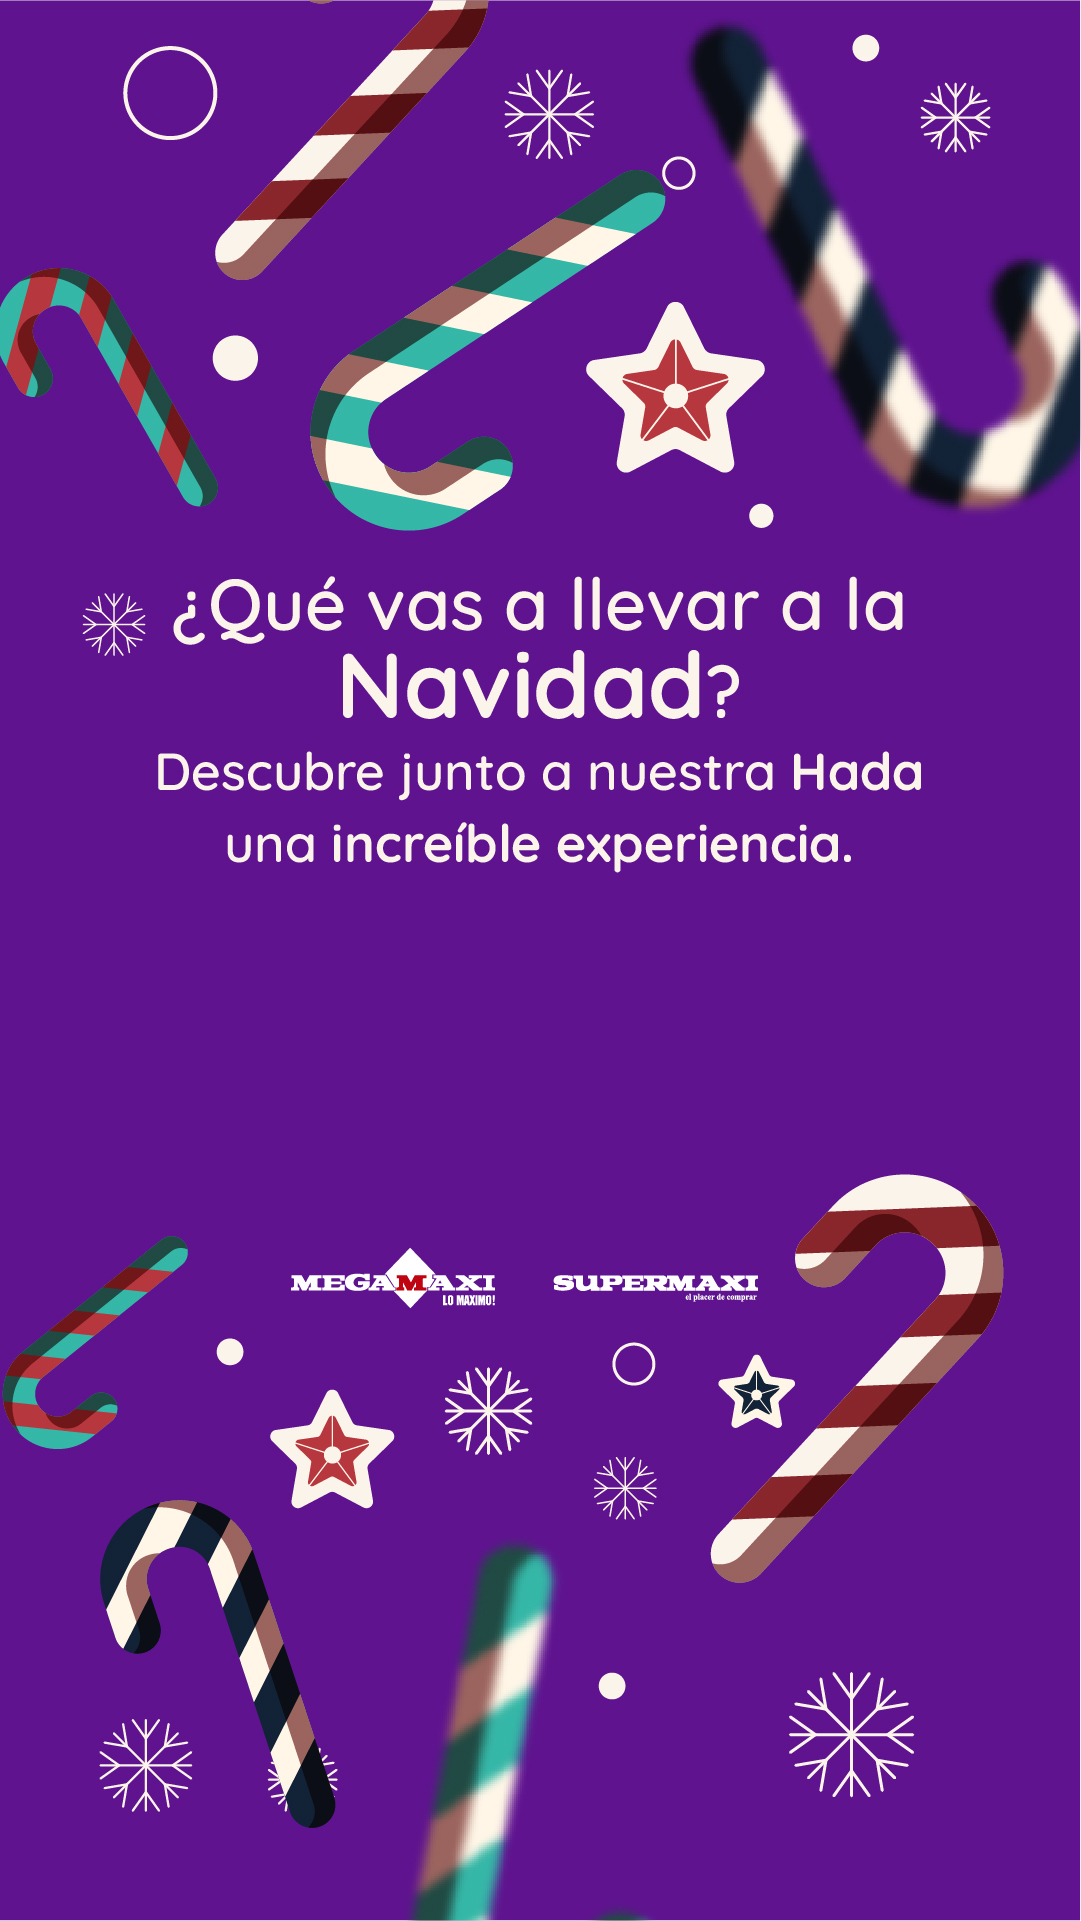 ¿Qué vas a llevar a la
Navidad?
Descubre junto a nuestra Hada
una increíble experiencia.
MEGAMAXI
LO MAXIMO!
SUPERMAXI
el placer de comprar